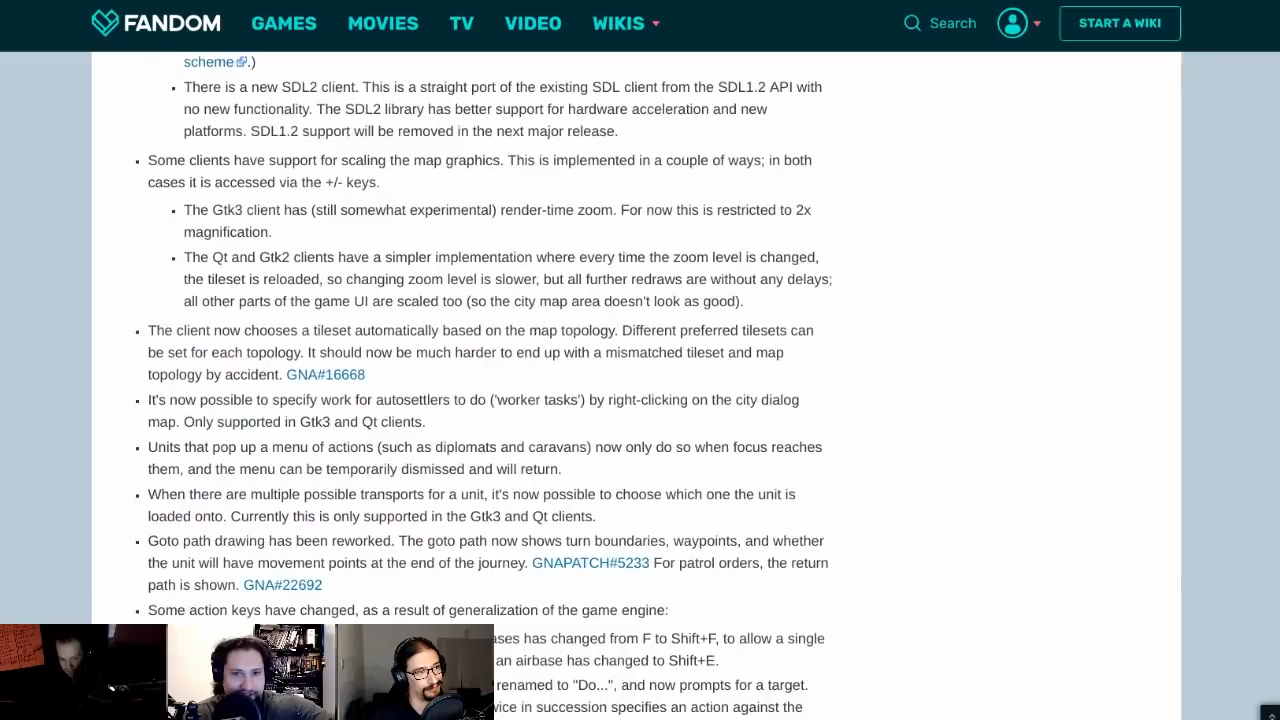 FANDOM GAMES MOVIES TV VIDEO WIKIS Search START A WIKI
scheme.)
There is a new SDL2 client. This is a straight port of the existing SDL client from the SDL1.2 API with
no new functionality. The SDL2 library has better support for hardware acceleration and new
platforms. SDL1.2 support will be removed in the next major release.
Some clients have support for scaling the map graphics. This is implemented in a couple of ways; in both
cases it is accessed via the +/- keys.
The Gtk3 client has (still somewhat experimental) render-time zoom. For now this is restricted to 2x
magnification.
The Qt and Gtk2 clients have a simpler implementation where every time the zoom level is changed,
the tileset is reloaded, so changing zoom level is slower, but all further redraws are without any delays;
all other parts of the game UI are scaled too (so the city map area doesn't look as good).
The client now chooses a tileset automatically based on the map topology. Different preferred tilesets can
be set for each topology. It should now be much harder to end up with a mismatched tileset and map
topology by accident. GNA#16668
It's now possible to specify work for autosettlers to do ('worker tasks') by right-clicking on the city dialog
map. Only supported in Gtk3 and Qt clients.
Units that pop up a menu of actions (such as diplomats and caravans) now only do so when focus reaches
them, and the menu can be temporarily dismissed and will return.
When there are multiple possible transports for a unit, it's now possible to choose which one the unit is
loaded onto. Currently this is only supported in the Gtk3 and Qt clients.
Goto path drawing has been reworked. The goto path now shows turn boundaries, waypoints, and whether
the unit will have movement points at the end of the journey. GNAPATCH#5233 For patrol orders, the return
path is shown. GNA#22692
Some action keys have changed, as a result of generalization of the game engine:
ases has changed from F to Shift+F, to allow a single
an airbase has changed to Shift+E.
renamed to "Do...", and now prompts for a target.
wice in succession specifies an action against the